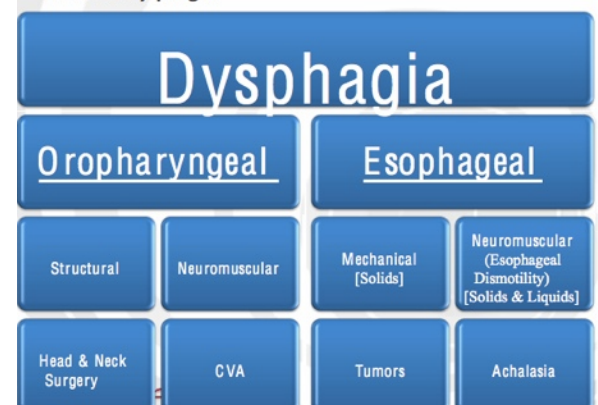 Dysphagia
Oropharyngeal
Esophageal
Structural
Neuromuscular
Mechanical
[Solids]
Neuromuscular
(Esophageal
Dismotility)
[Solids & Liquids]
Head & Neck
Surgery
CVA
Tumors
Achalasia